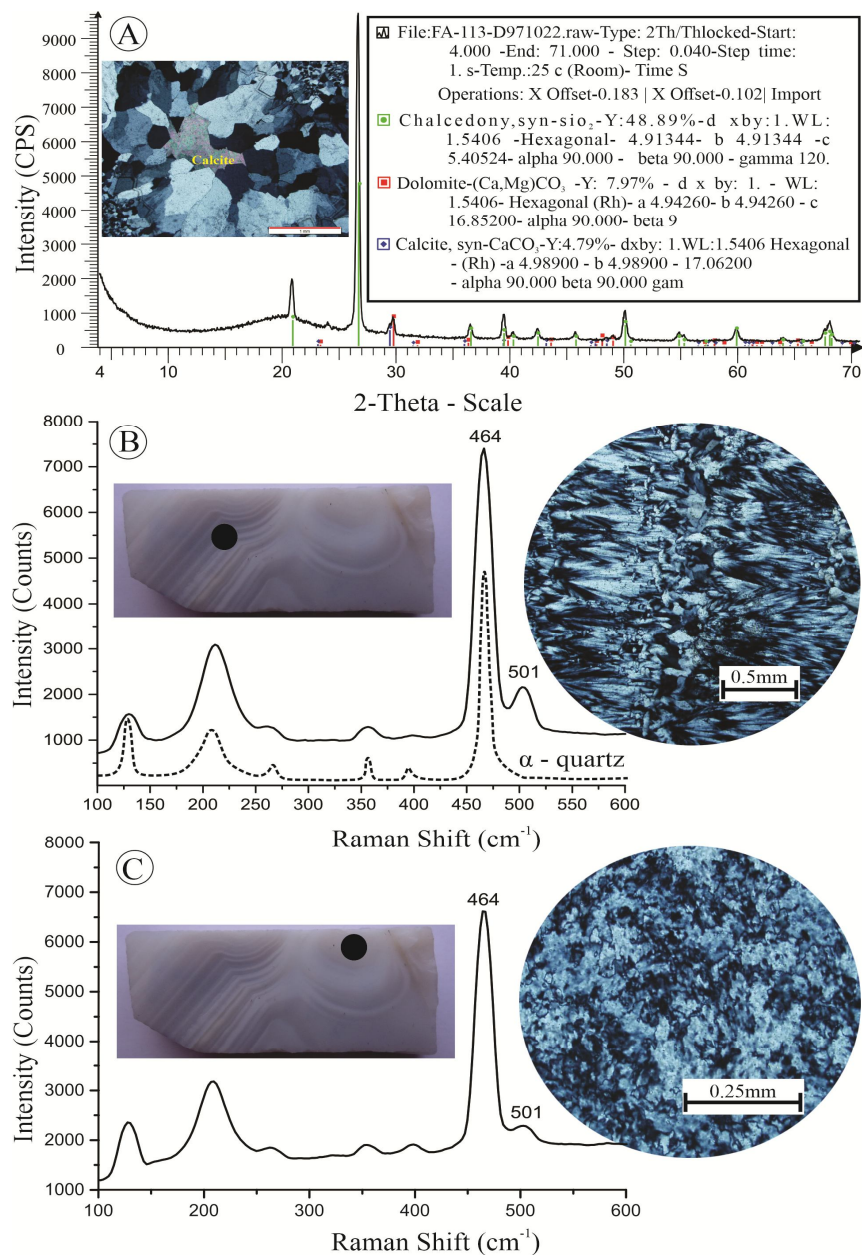 A
File:FA-113-D971022.raw-Type: 2Th/Thlocked-Start:
4.000 -End: 71.000 - Step: 0.040-Step time:
1. s-Temp.:25 c (Room)- Time S
Operations: X Offset-0.183 | X Offset-0.102| Import
Chalcedony,syn-sio₂-Y:48.89%-d xby:1.WL:
1.5406 -Hexagonal- 4.91344- b 4.91344 -c
5.40524- alpha 90.000 - beta 90.000 - gamma 120.
Dolomite-(Ca,Mg)CO₃ -Y: 7.97% - d x by: 1. - WL:
1.5406- Hexagonal (Rh)- a 4.94260- b 4.94260 - c
16.85200- alpha 90.000- beta 9
Calcite, syn-CaCO₃-Y:4.79%- dxby: 1.WL:1.5406 Hexagonal
- (Rh) -a 4.98900 - b 4.98900 - 17.06200
- alpha 90.000 beta 90.000 gam
Calcite
1 mm
Intensity (CPS)
9000
8000
7000
6000
5000
4000
3000
2000
1000
0
4 10 20 30 40 50 60 70
2-Theta - Scale
B
464
501
α - quartz
0.5mm
Intensity (Counts)
8000
7000
6000
5000
4000
3000
2000
1000
0
100 150 200 250 300 350 400 450 500 550 600
Raman Shift (cm⁻¹)
C
464
501
0.25mm
Intensity (Counts)
8000
7000
6000
5000
4000
3000
2000
1000
100 200 300 400 500 600
Raman Shift (cm⁻¹)